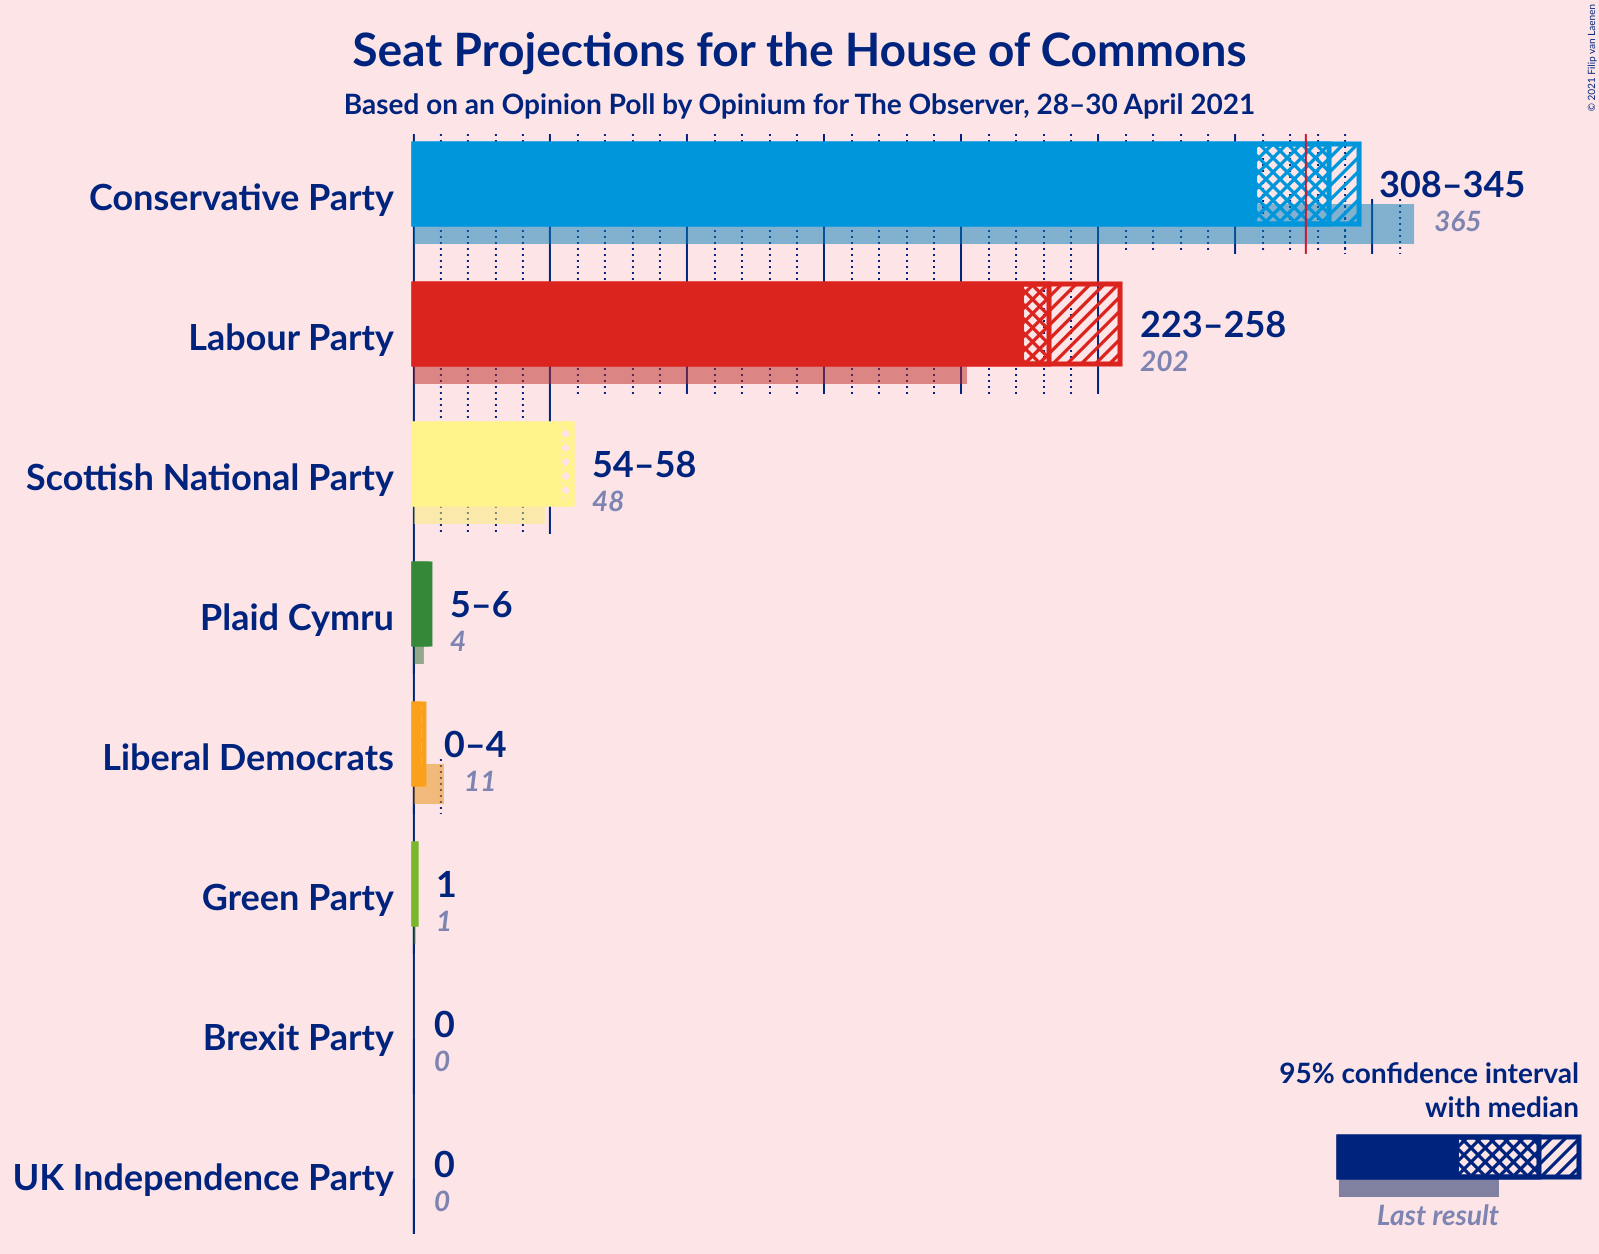 Seat Projections for the House of Commons
Based on an Opinion Poll by Opinium for The Observer, 28–30 April 2021
© 2021 Filip van Laenen
Conservative Party
308–345
365
Labour Party
223–258
202
Scottish National Party
54–58
48
Plaid Cymru
5–6
4
Liberal Democrats
0–4
11
Green Party
1
1
Brexit Party
0
0
UK Independence Party
0
0
95% confidence interval
with median
Last result